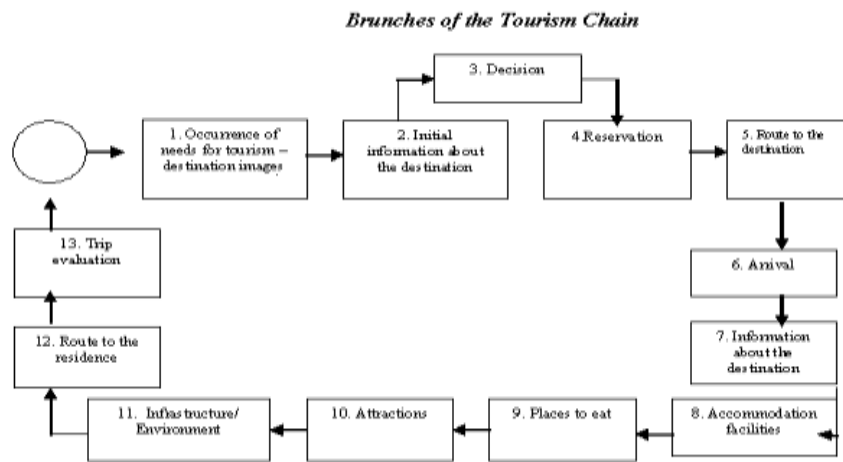 Brunches of the Tourism Chain
3. Decision
1. Occurrence of
needs for tourism –
destination images
2. Initial
information about
the destination
4.Reservation
5. Route to the
destination
6. Arrival
7. Information
about the
destination
8. Accommodation
facilities
9. Places to eat
10. Attractions
11. Infrastructure/
Environment
12. Route to the
residence
13. Trip
evaluation